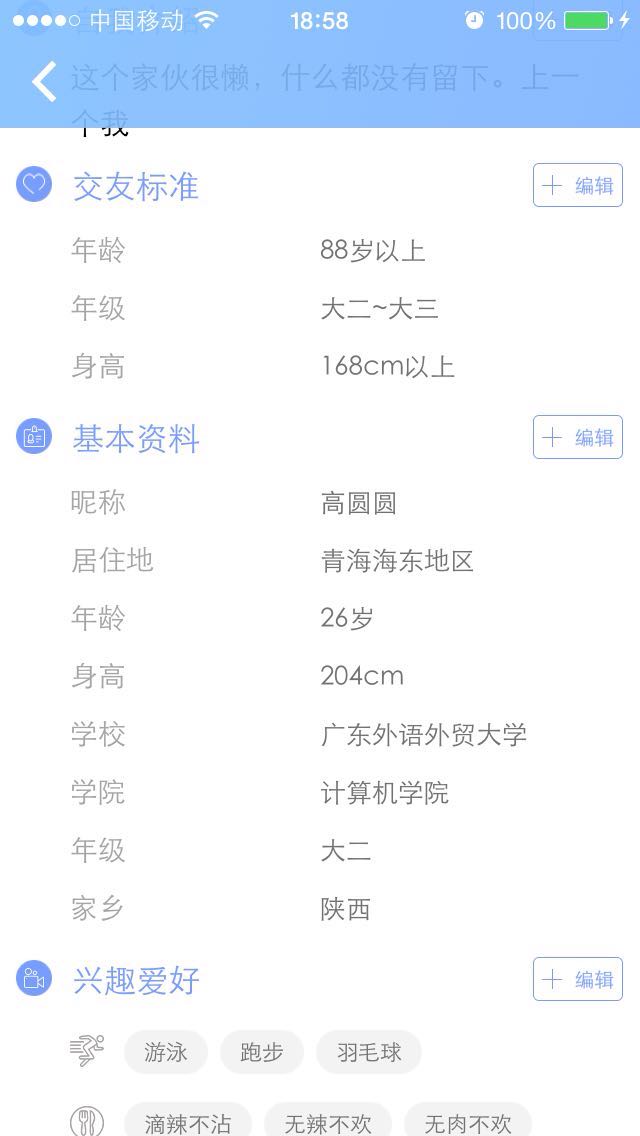 中国移动 18:58 100%
这个家伙很懒，什么都没有留下。上一
个我
交友标准 编辑
年龄 88岁以上
年级 大二~大三
身高 168cm以上
基本资料 编辑
昵称 高圆圆
居住地 青海海东地区
年龄 26岁
身高 204cm
学校 广东外语外贸大学
学院 计算机学院
年级 大二
家乡 陕西
兴趣爱好 编辑
游泳 跑步 羽毛球
滴辣不沾 无辣不欢 无肉不欢